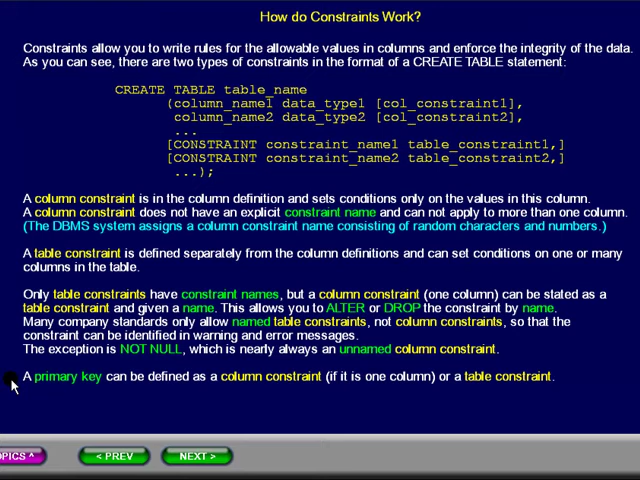 How do Constraints Work?
Constraints allow you to write rules for the allowable values in columns and enforce the integrity of the data.
As you can see, there are two types of constraints in the format of a CREATE TABLE statement:
CREATE TABLE table_name
(column_name1 data_type1 [col_constraint1],
column_name2 data_type2 [col_constraint2],
...
[CONSTRAINT constraint_name1 table_constraint1,]
[CONSTRAINT constraint_name2 table_constraint2,]
...);
A column constraint is in the column definition and sets conditions only on the values in this column.
A column constraint does not have an explicit constraint name and can not apply to more than one column.
(The DBMS system assigns a column constraint name consisting of random characters and numbers.)
A table constraint is defined separately from the column definitions and can set conditions on one or many
columns in the table.
Only table constraints have constraint names, but a column constraint (one column) can be stated as a
table constraint and given a name. This allows you to ALTER or DROP the constraint by name.
Many company standards only allow named table constraints, not column constraints, so that the
constraint can be identified in warning and error messages.
The exception is NOT NULL, which is nearly always an unnamed column constraint.
A primary key can be defined as a column constraint (if it is one column) or a table constraint.
OPICS ^ < PREV NEXT >